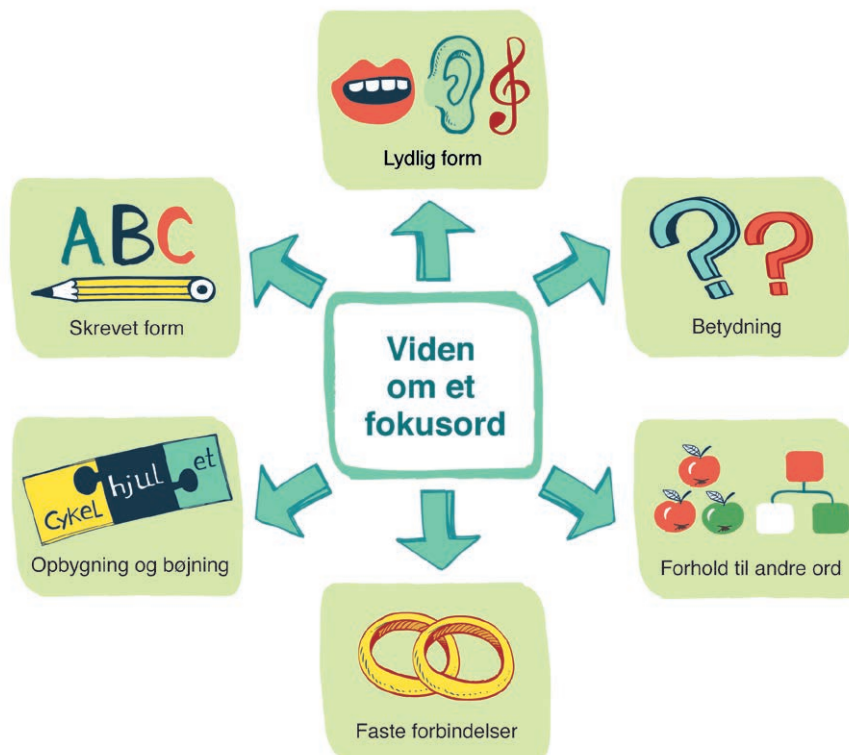 Lydlig form
ABC
Skrevet form
Betydning
Viden
om et
fokusord
cykel hjul et
Opbygning og bøjning
Forhold til andre ord
Faste forbindelser